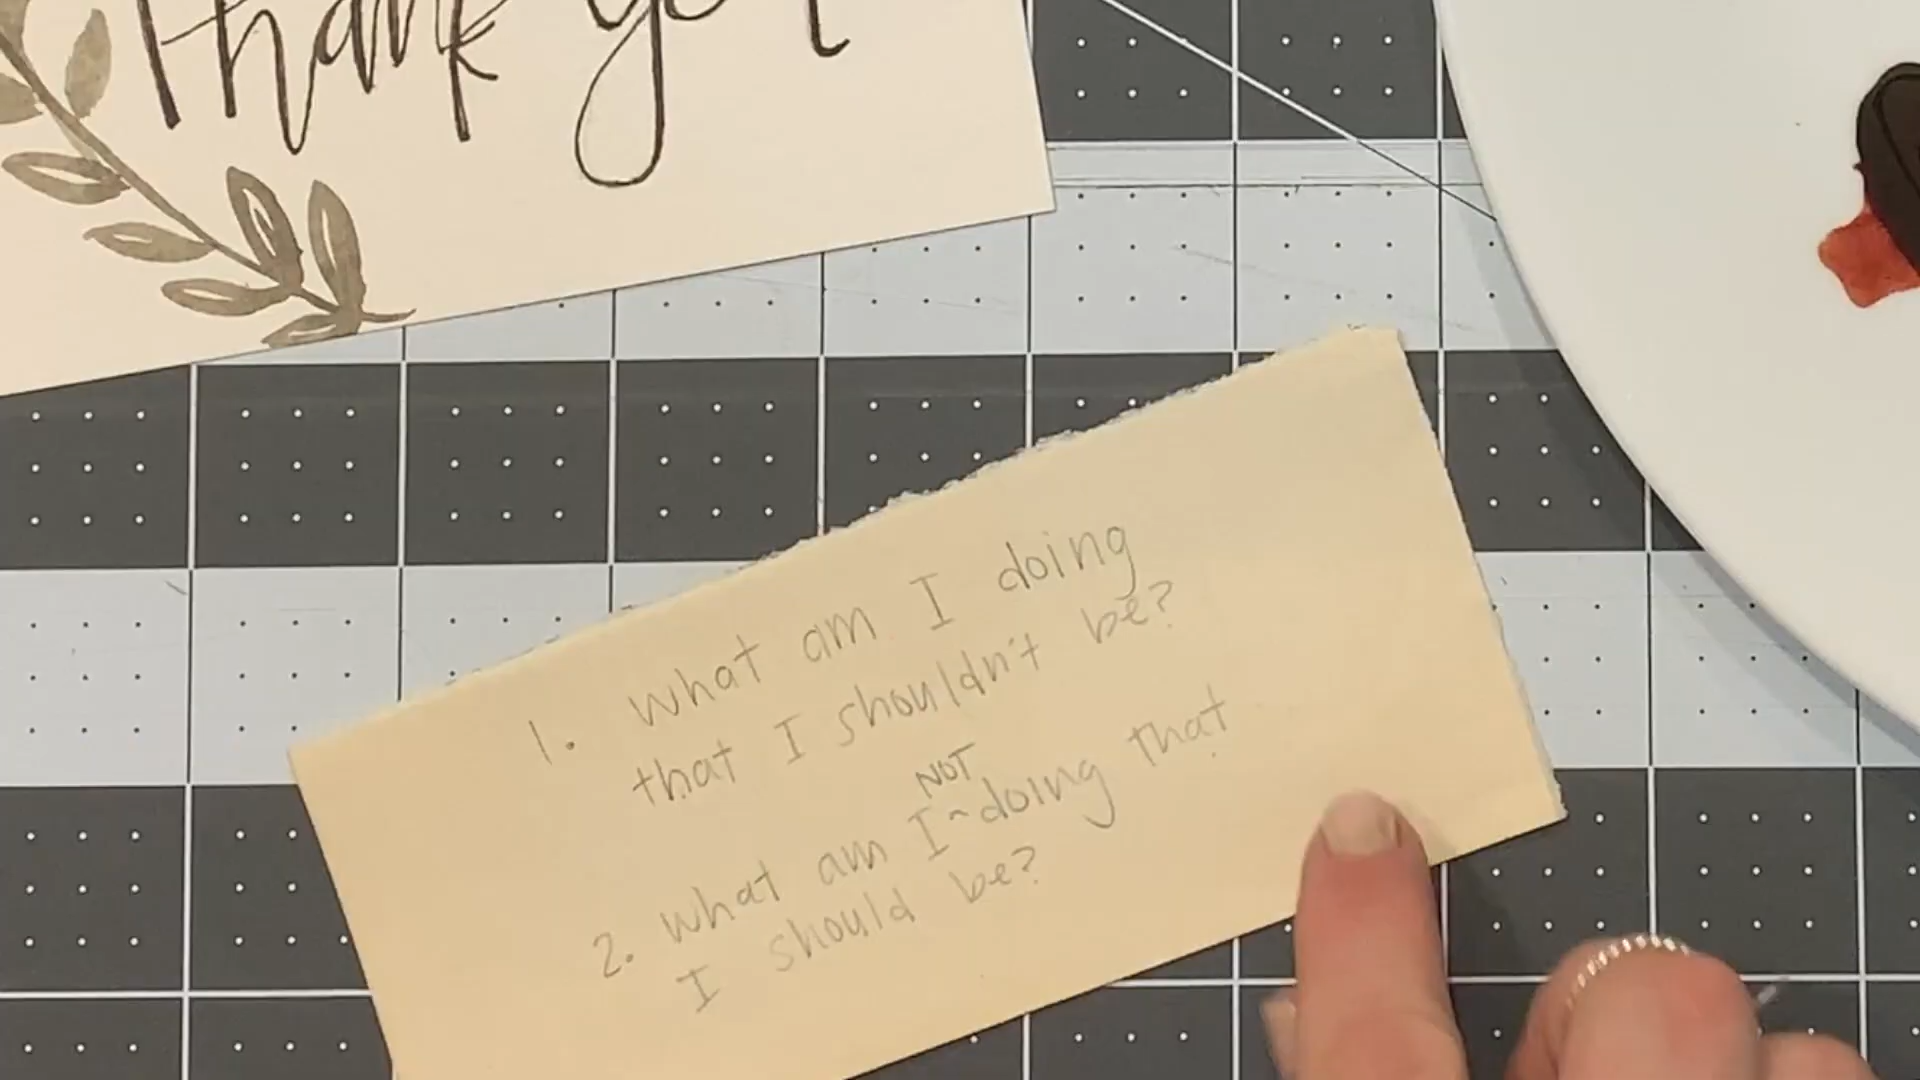 Thank you
1. What am I doing
that I shouldn't be?
2. What am I NOT doing that
I should be?